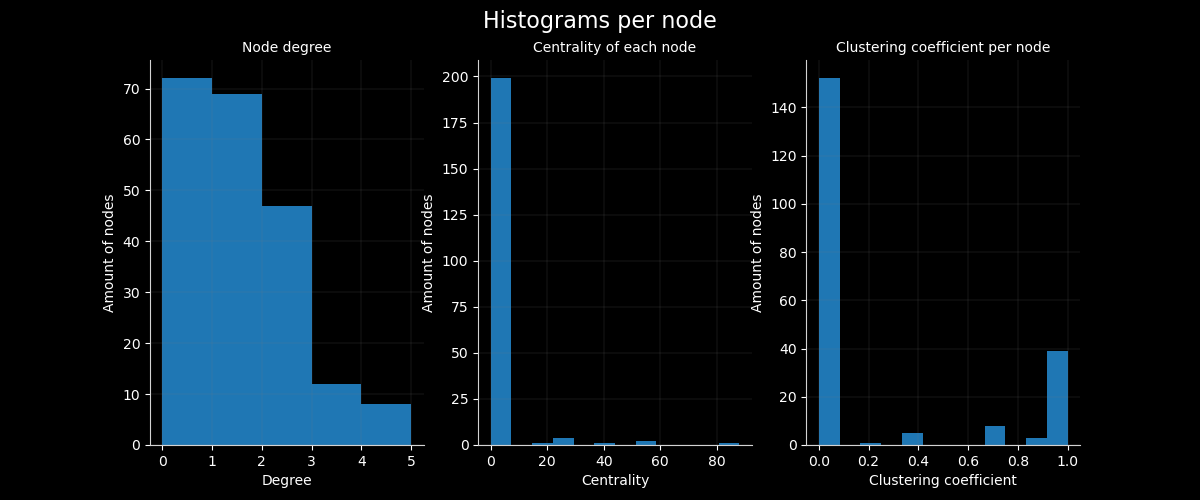 Histograms per node
Node degree
70
60
50
40
30
20
10
0
Amount of nodes
0 1 2 3 4 5
Degree
Centrality of each node
200
175
150
125
100
75
50
25
0
Amount of nodes
0 20 40 60 80
Centrality
Clustering coefficient per node
140
120
100
80
60
40
20
0
Amount of nodes
0.0 0.2 0.4 0.6 0.8 1.0
Clustering coefficient